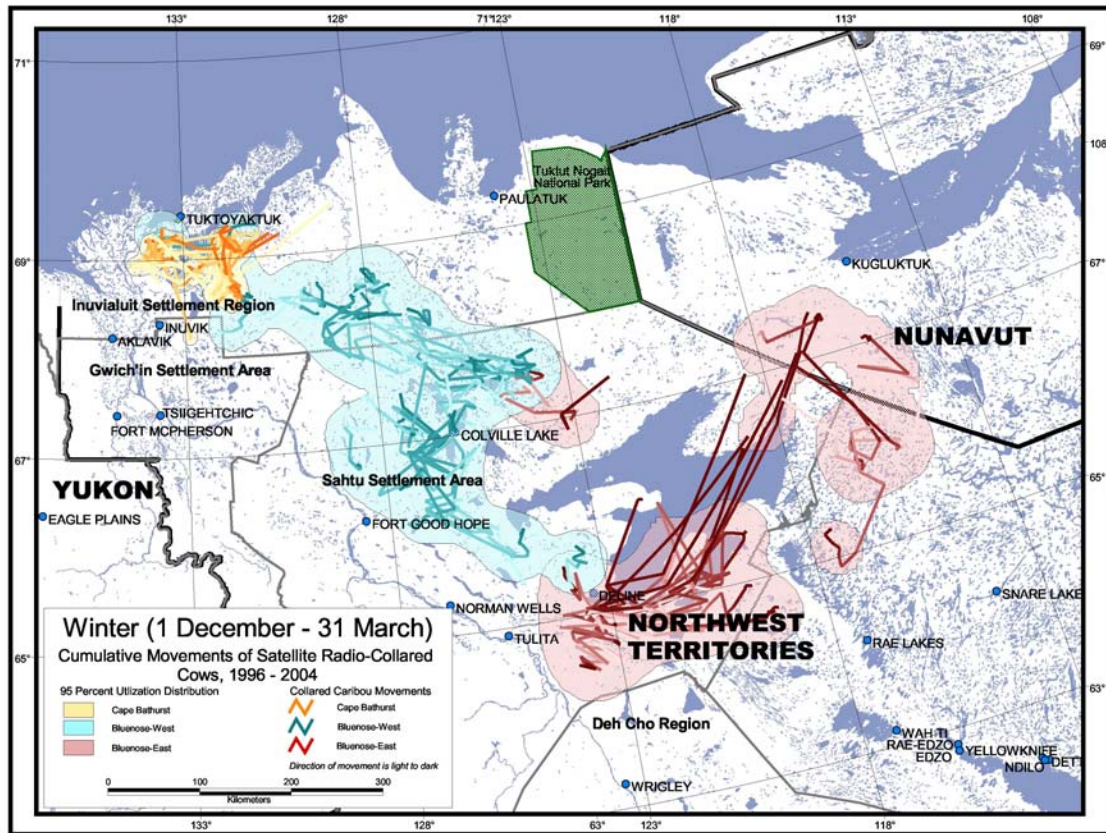 133°
128°
71° 123°
118°
113°
108°
69°
71°
108°
Tuktut Nogait
National Park
PAULATUK
TUKTOYAKTUK
69°
67°
KUGLUKTUK
Inuvialuit Settlement Region
INUVIK
AKLAVIK
NUNAVUT
Gwich'in Settlement Area
TSIIGEHTCHIC
FORT MCPHERSON
COLVILLE LAKE
67°
65°
Sahtu Settlement Area
YUKON
EAGLE PLAINS
FORT GOOD HOPE
DELINE
SNARE LAKE
NORMAN WELLS
NORTHWEST
TERRITORIES
TULITA
RAE LAKES
65°
63°
Deh Cho Region
WAH TI
RAE-EDZO
EDZO
YELLOWKNIFE
NDILO
DETT
WRIGLEY
Winter (1 December - 31 March)
Cumulative Movements of Satellite Radio-Collared
Cows, 1996 - 2004
95 Percent Utlization Distribution
Cape Bathurst
Bluenose-West
Bluenose-East
Collared Caribou Movements
Cape Bathurst
Bluenose-West
Bluenose-East
Direction of movement is light to dark
0 100 200 300
Kilometers
133°
128°
63° 123°
118°